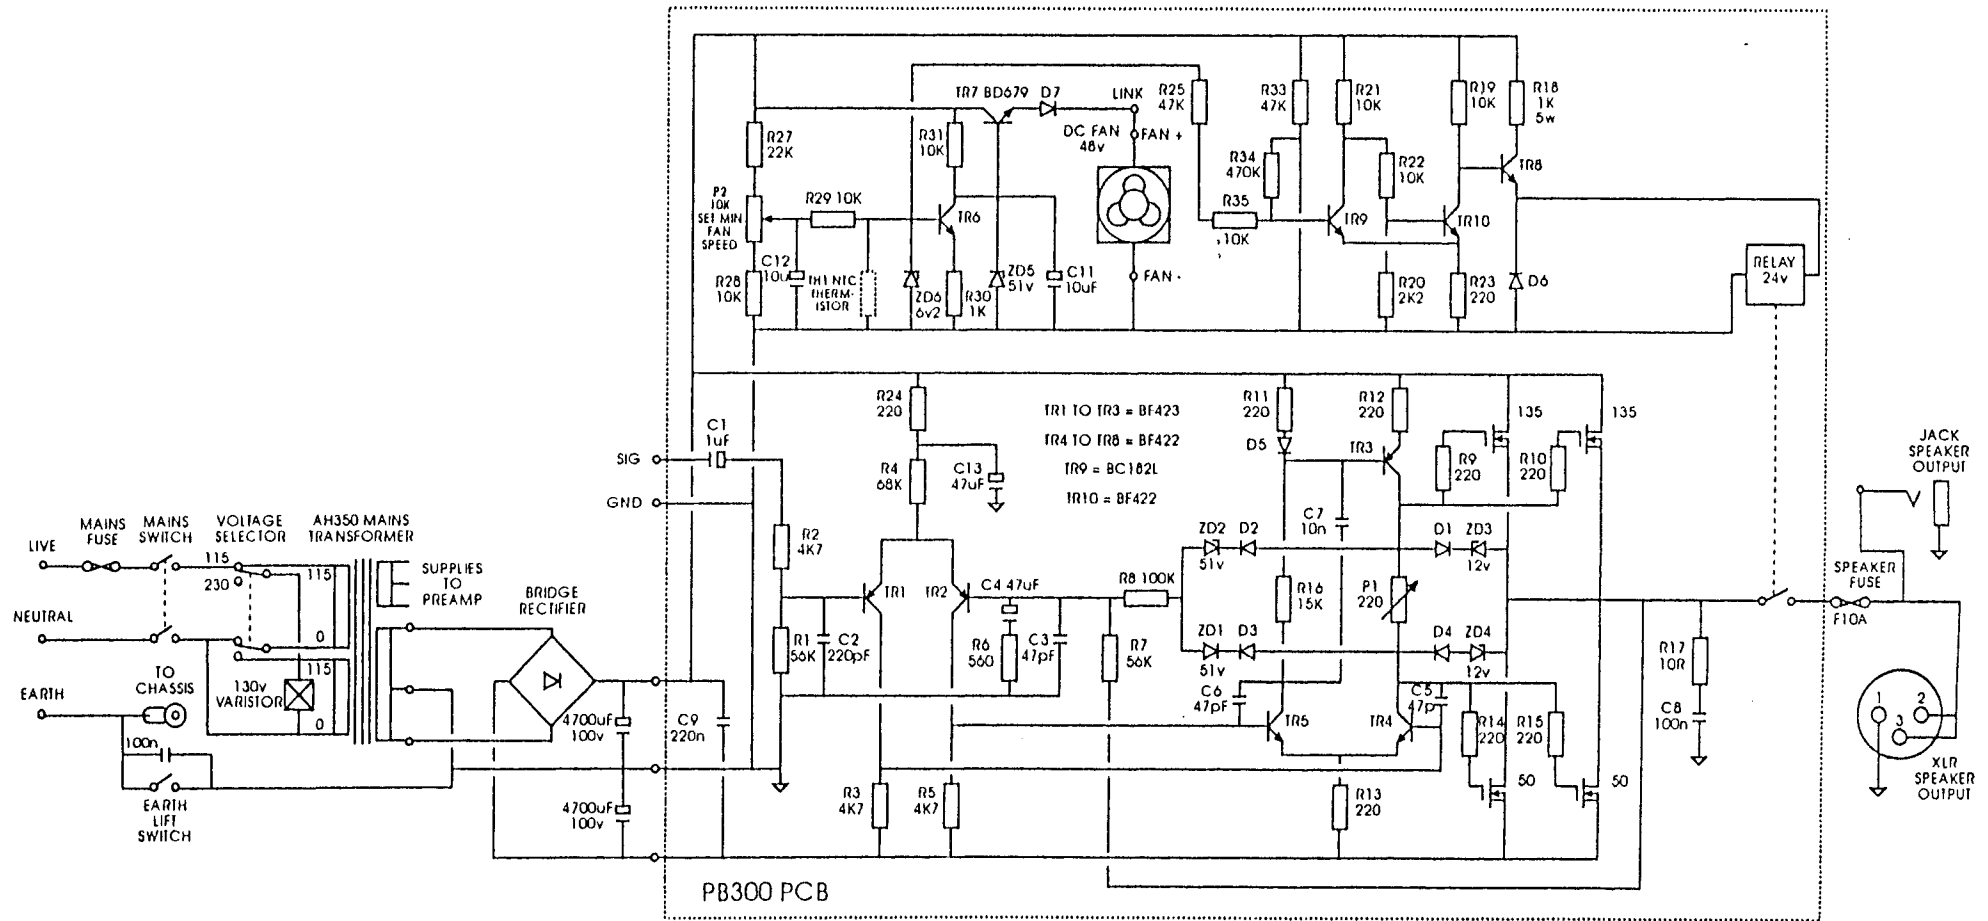 R27
22K
P2
10K
SET MIN
FAN
SPEED
R28
10K
C12
10u
R29 10K
TH1 NTC
THERM-
ISTOR
R31
10K
TR6
ZD6
6v2
R30
1K
TR7 BD679
D7
ZD5
51v
C11
10uF
LINK
DC FAN
48v
FAN +
FAN -
R25
47K
R35
10K
R33
47K
R34
470K
R21
10K
R22
10K
TR9
TR10
R20
2K2
R23
220
R19
10K
R18
1K
5w
TR8
D6
RELAY
24v
SIG
GND
C1
1uF
R2
4K7
R1
56K
C2
220pF
R24
220
R4
68K
C13
47uF
TR1 TO TR3 = BF423
TR4 TO TR8 = BF422
TR9 = BC182L
TR10 = BF422
TR1
TR2
C4 47uF
R6
560
C3
47pF
R7
56K
R8 100K
ZD2
51v
D2
ZD1
51v
D3
R11
220
D5
C7
10n
R16
15K
R12
220
TR3
P1
220
D1
ZD3
12v
D4
ZD4
12v
R9
220
R10
220
135
135
C6
47pF
TR5
TR4
C5
47p
R14
220
R15
220
50
50
R3
4K7
R5
4K7
R13
220
R17
10R
C8
100n
SPEAKER
FUSE
F10A
JACK
SPEAKER
OUTPUT
1
2
3
XLR
SPEAKER
OUTPUT
LIVE
MAINS
FUSE
MAINS
SWITCH
VOLTAGE
SELECTOR
115
230
AH350 MAINS
TRANSFORMER
115
0
115
0
SUPPLIES
TO
PREAMP
NEUTRAL
EARTH
TO
CHASSIS
130v
VARISTOR
100n
EARTH
LIFT
SWITCH
BRIDGE
RECTIFIER
4700uF
100v
4700uF
100v
C9
220n
PB300 PCB